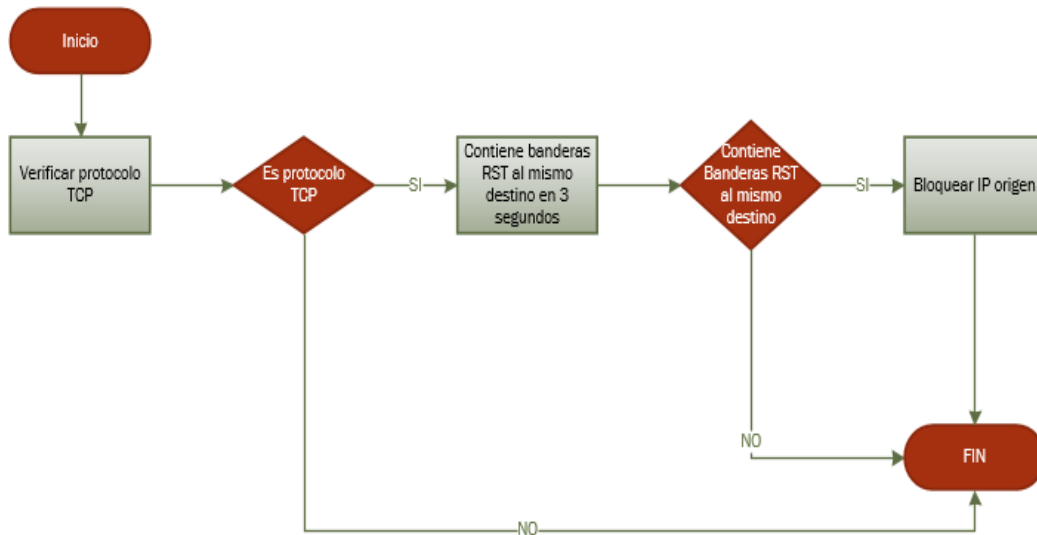 Inicio
Verificar protocolo
TCP
Es protocolo
TCP
SI
Contiene banderas
RST al mismo
destino en 3
segundos
Contiene
Banderas RST
al mismo
destino
SI
Bloquear IP origen
NO
FIN
NO